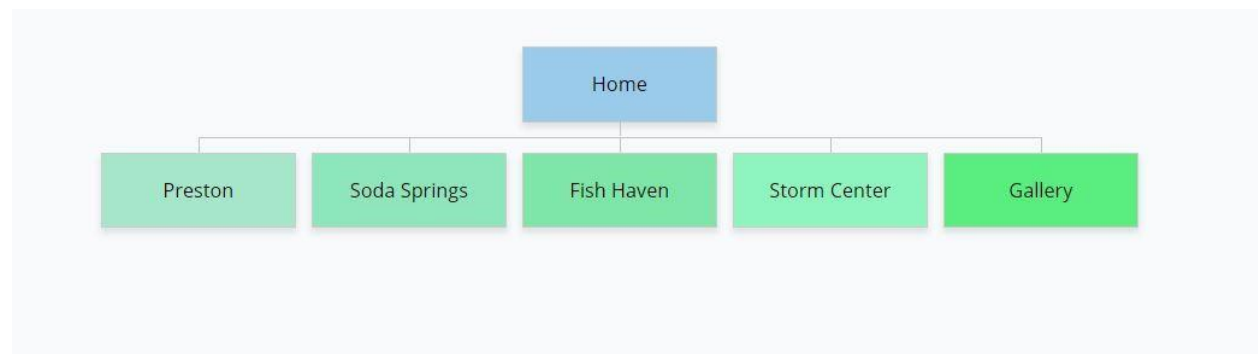 Home
Preston
Soda Springs
Fish Haven
Storm Center
Gallery